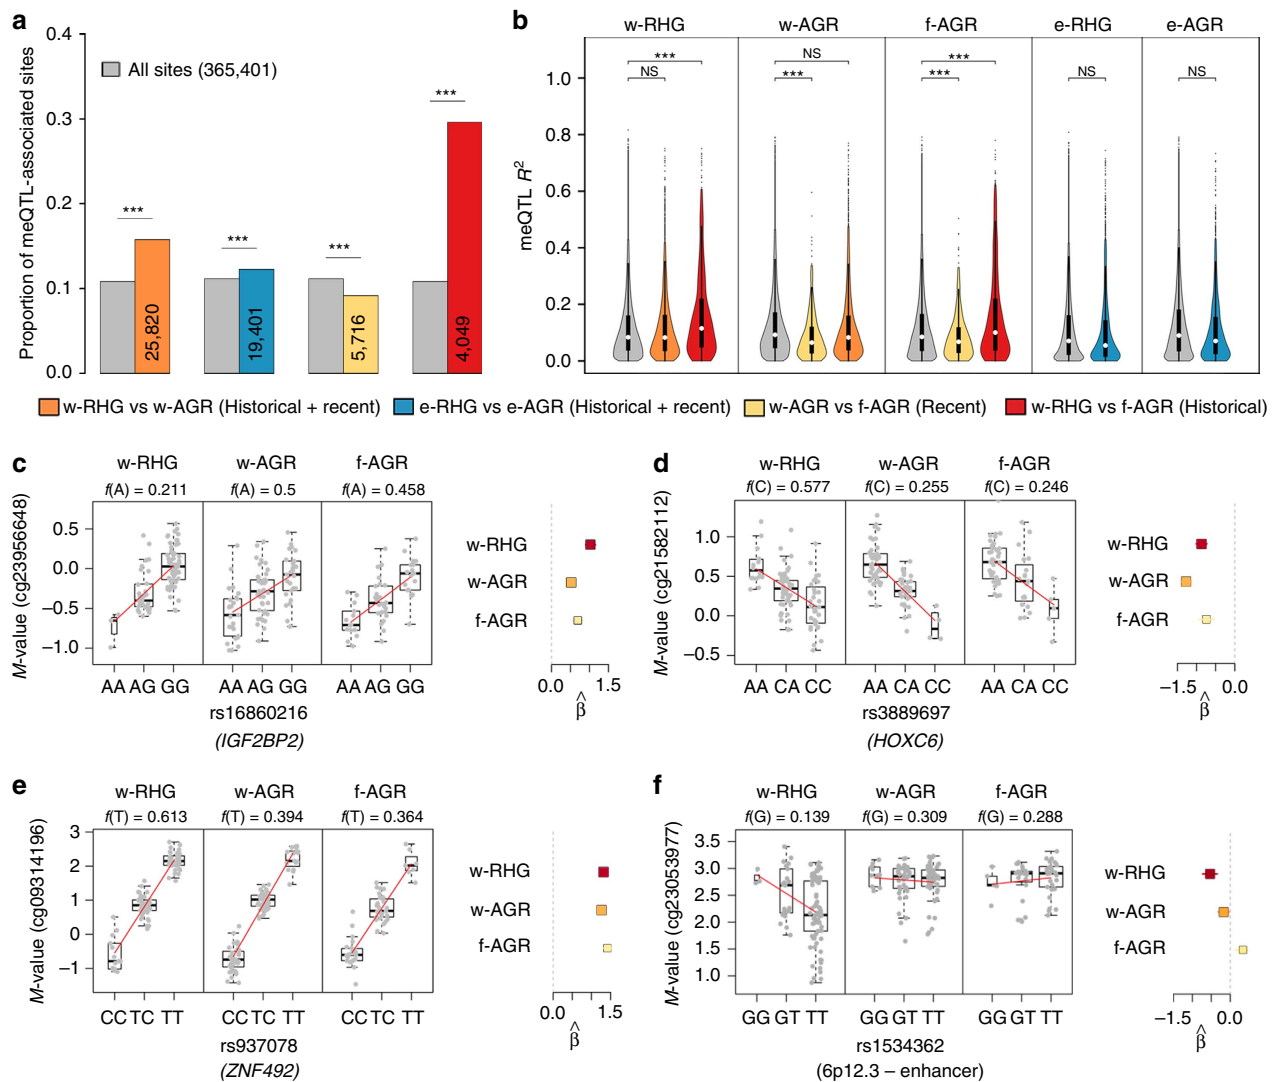 a
Proportion of meQTL-associated sites
0.4
0.3
0.2
0.1
0.0
All sites (365,401)
***
***
***
***
25,820
19,401
5,716
4,049
b
w-RHG w-AGR f-AGR e-RHG e-AGR
meQTL R²
1.0
0.8
0.6
0.4
0.2
0.0
*** NS *** NS
NS *** *** NS NS
w-RHG vs w-AGR (Historical + recent) e-RHG vs e-AGR (Historical + recent) w-AGR vs f-AGR (Recent) w-RHG vs f-AGR (Historical)
c
w-RHG w-AGR f-AGR
f(A) = 0.211 f(A) = 0.5 f(A) = 0.458
M-value (cg23956648)
0.5
0.0
−0.5
−1.0
AA AG GG AA AG GG AA AG GG
rs16860216
(IGF2BP2)
w-RHG
w-AGR
f-AGR
0.0 1.5
β̂
d
w-RHG w-AGR f-AGR
f(C) = 0.577 f(C) = 0.255 f(C) = 0.246
M-value (cg21582112)
1.0
0.5
0.0
−0.5
AA CA CC AA CA CC AA CA CC
rs3889697
(HOXC6)
w-RHG
w-AGR
f-AGR
−1.5 0.0
β̂
e
w-RHG w-AGR f-AGR
f(T) = 0.613 f(T) = 0.394 f(T) = 0.364
M-value (cg09314196)
3
2
1
0
−1
CC TC TT CC TC TT CC TC TT
rs937078
(ZNF492)
w-RHG
w-AGR
f-AGR
0.0 1.5
β̂
f
w-RHG w-AGR f-AGR
f(G) = 0.139 f(G) = 0.309 f(G) = 0.288
M-value (cg23053977)
3.5
3.0
2.5
2.0
1.5
1.0
GG GT TT GG GT TT GG GT TT
rs1534362
(6p12.3 – enhancer)
w-RHG
w-AGR
f-AGR
−1.5 0.0
β̂